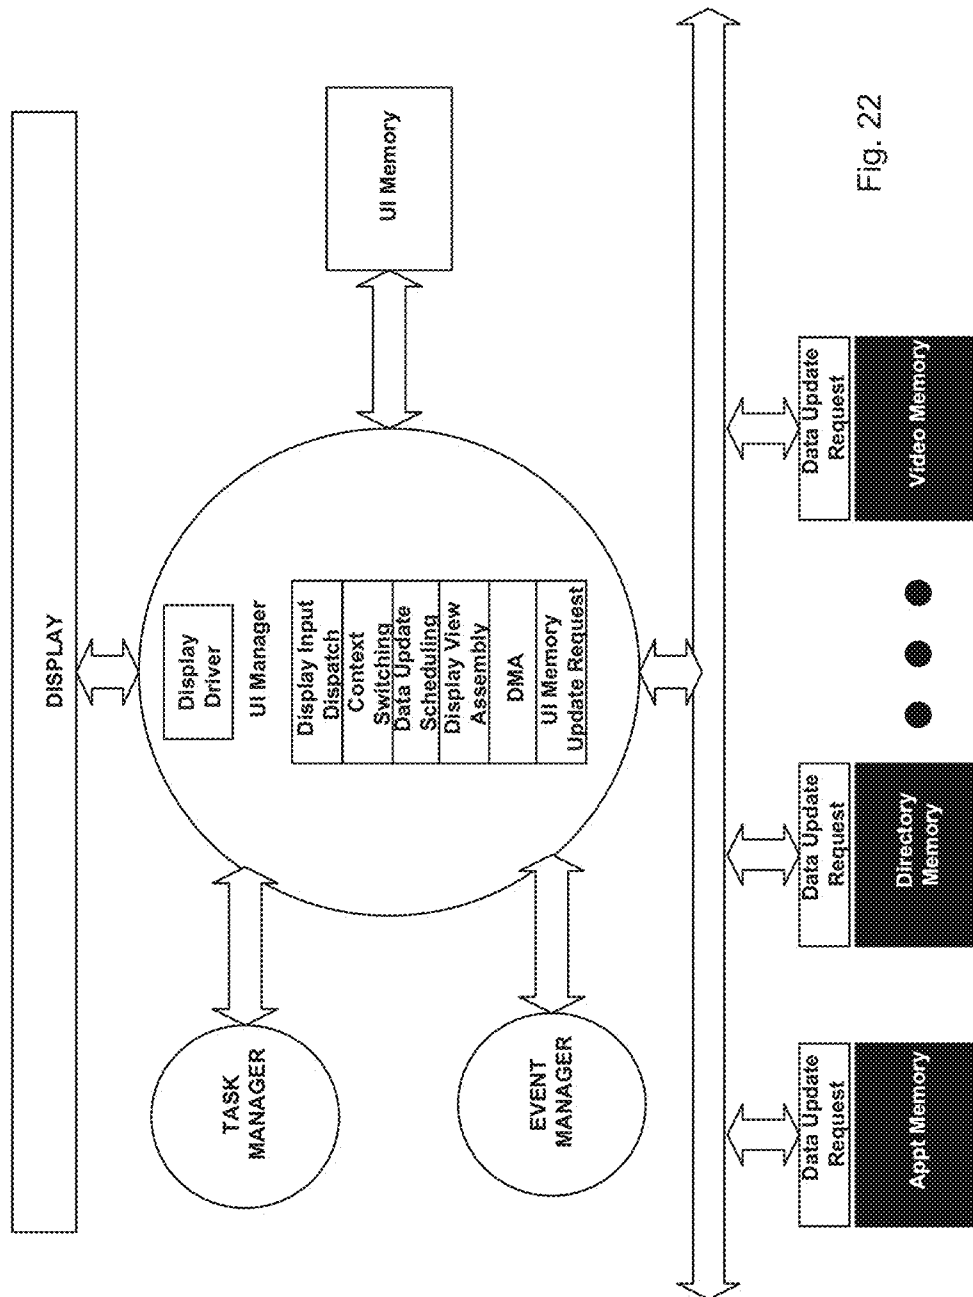 DISPLAY
Display
Driver
UI Manager
TASK
MANAGER
Display Input
Dispatch
Context
Switching
Data Update
Scheduling
Display View
Assembly
DMA
UI Memory
Update Request
UI Memory
EVENT
MANAGER
Data Update
Request
Appt Memory
Data Update
Request
Directory
Memory
Data Update
Request
Video Memory
Fig. 22